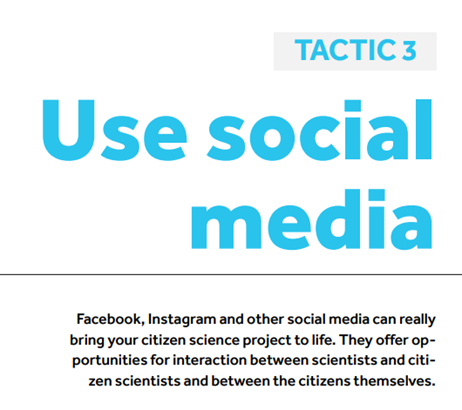 TACTIC 3
Use social
media
Facebook, Instagram and other social media can really
bring your citizen science project to life. They offer op-
portunities for interaction between scientists and citi-
zen scientists and between the citizens themselves.